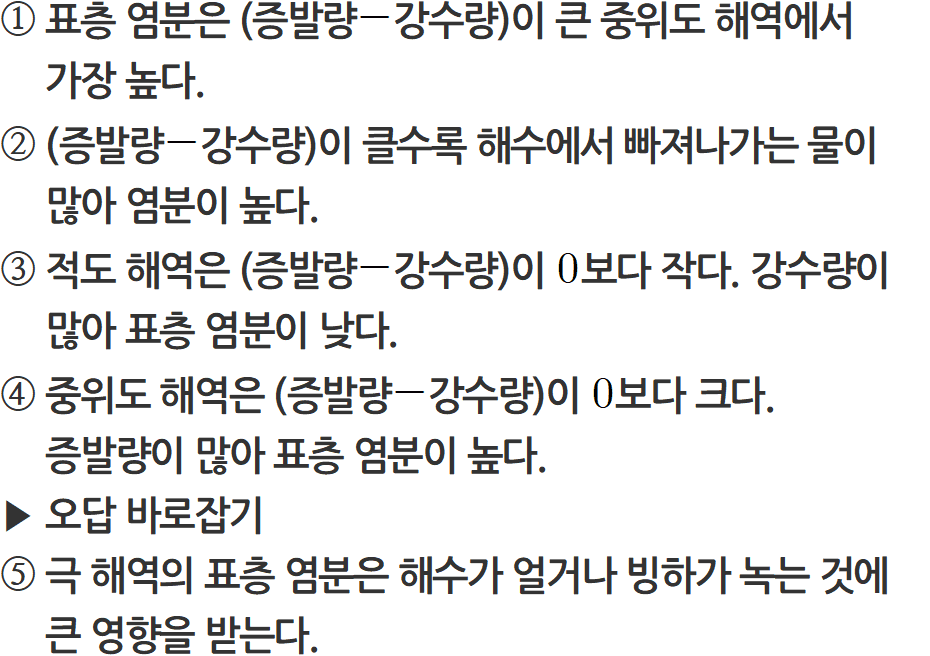 ① 표층 염분은 (증발량－강수량)이 큰 중위도 해역에서
가장 높다.
② (증발량－강수량)이 클수록 해수에서 빠져나가는 물이
많아 염분이 높다.
③ 적도 해역은 (증발량－강수량)이 0보다 작다. 강수량이
많아 표층 염분이 낮다.
④ 중위도 해역은 (증발량－강수량)이 0보다 크다.
증발량이 많아 표층 염분이 높다.
▶ 오답 바로잡기
⑤ 극 해역의 표층 염분은 해수가 얼거나 빙하가 녹는 것에
큰 영향을 받는다.